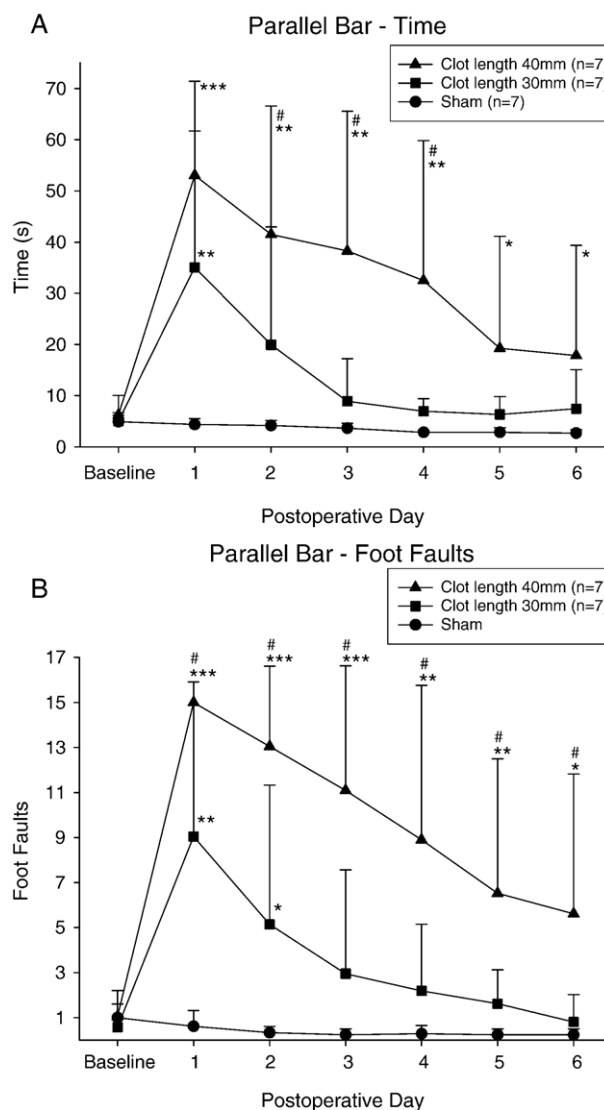 A
Parallel Bar - Time
Clot length 40mm (n=7)
Clot length 30mm (n=7)
Sham (n=7)
70
60
50
40
30
20
10
0
Time (s)
***
**
#
**
#
**
#
**
*
*
Baseline 1 2 3 4 5 6
Postoperative Day
Parallel Bar - Foot Faults
B
Clot length 40mm (n=7)
Clot length 30mm (n=7)
Sham
17
15
13
11
9
7
5
3
1
Foot Faults
#
***
**
#
***
*
#
***
#
**
#
**
#
*
Baseline 1 2 3 4 5 6
Postoperative Day